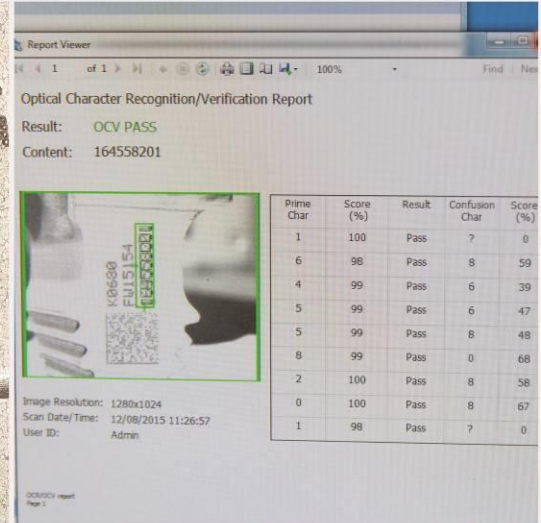 Report Viewer
1 of 1 100% Find
Optical Character Recognition/Verification Report
Result: OCV PASS
Content: 164558201
K0680
FW15154
Prime Char Score (%) Result Confusion Char Score (%)
1 100 Pass ? 0
6 98 Pass 8 59
4 99 Pass 6 39
5 99 Pass 6 47
5 99 Pass 8 48
8 99 Pass 0 68
2 100 Pass 8 58
0 100 Pass 8 67
1 98 Pass ? 0
Image Resolution: 1280x1024
Scan Date/Time: 12/08/2015 11:26:57
User ID: Admin
OCR/OCV report
Page 1